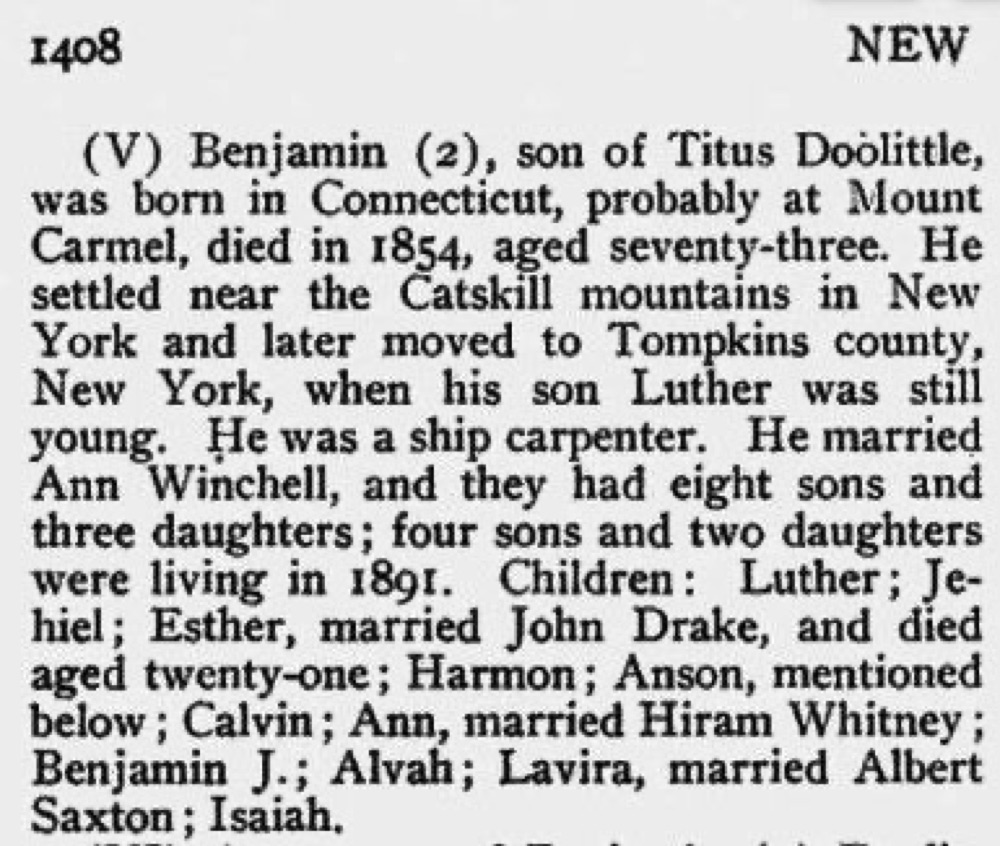 1408 NEW
(V) Benjamin (2), son of Titus Doolittle,
was born in Connecticut, probably at Mount
Carmel, died in 1854, aged seventy-three. He
settled near the Catskill mountains in New
York and later moved to Tompkins county,
New York, when his son Luther was still
young. He was a ship carpenter. He married
Ann Winchell, and they had eight sons and
three daughters; four sons and two daughters
were living in 1891. Children: Luther; Je-
hiel; Esther, married John Drake, and died
aged twenty-one; Harmon; Anson, mentioned
below; Calvin; Ann, married Hiram Whitney;
Benjamin J.; Alvah; Lavira, married Albert
Saxton; Isaiah.